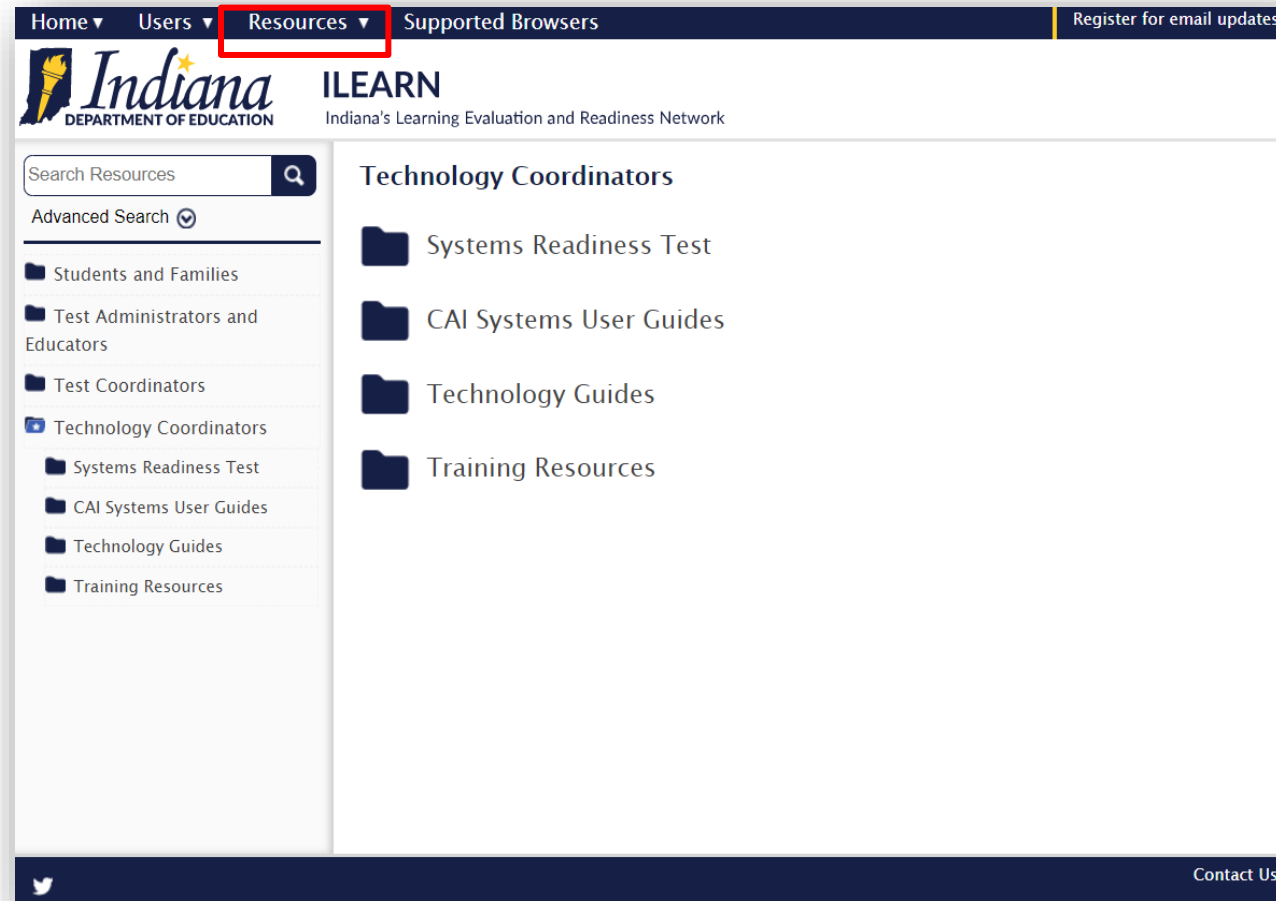 Home ▾ Users ▾ Resources ▾ Supported Browsers Register for email updates
Indiana
DEPARTMENT OF EDUCATION
ILEARN
Indiana's Learning Evaluation and Readiness Network
Search Resources
Advanced Search
Students and Families
Test Administrators and
Educators
Test Coordinators
Technology Coordinators
Systems Readiness Test
CAI Systems User Guides
Technology Guides
Training Resources
Technology Coordinators
Systems Readiness Test
CAI Systems User Guides
Technology Guides
Training Resources
Contact Us